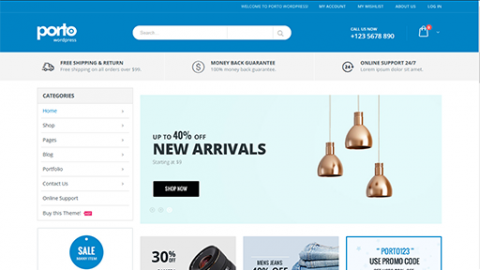 WELCOME TO PORTO WORDPRESS MY ACCOUNT MY WISHLIST ABOUT US LOG IN
porto
wordpress
Search...
CALL US NOW
+123 5678 890
FREE SHIPPING & RETURN
Free shipping on all orders over $99.
MONEY BACK GUARANTEE
100% money back guarantee.
ONLINE SUPPORT 24/7
Lorem ipsum dolor sit amet.
CATEGORIES
Home
Shop
Pages
Blog
Portfolio
Contact Us
Online Support
Buy this Theme!
UP TO 40% OFF
NEW ARRIVALS
Starting at $9
SHOP NOW
SALE
30%
OFF
MEN'S JEANS
40% OFF
"PORTO123"
USE PROMO CODE